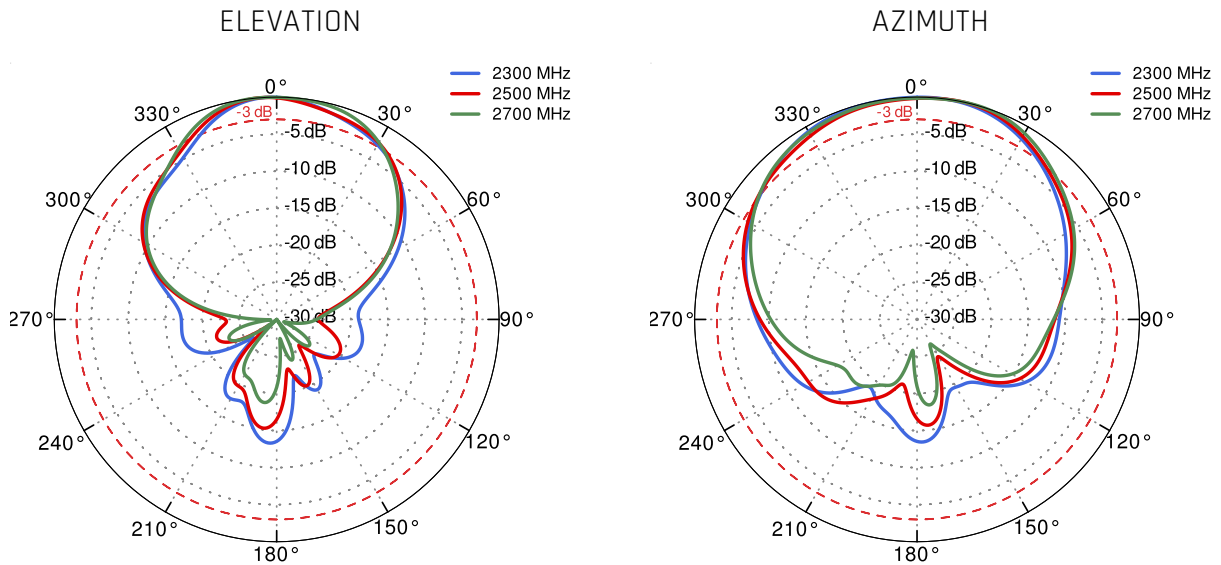 ELEVATION
2300 MHz
2500 MHz
2700 MHz
0°
30°
60°
90°
120°
150°
180°
210°
240°
270°
300°
330°
-3 dB
-5 dB
-10 dB
-15 dB
-20 dB
-25 dB
-30 dB
AZIMUTH
2300 MHz
2500 MHz
2700 MHz
0°
30°
60°
90°
120°
150°
180°
210°
240°
270°
300°
330°
-3 dB
-5 dB
-10 dB
-15 dB
-20 dB
-25 dB
-30 dB